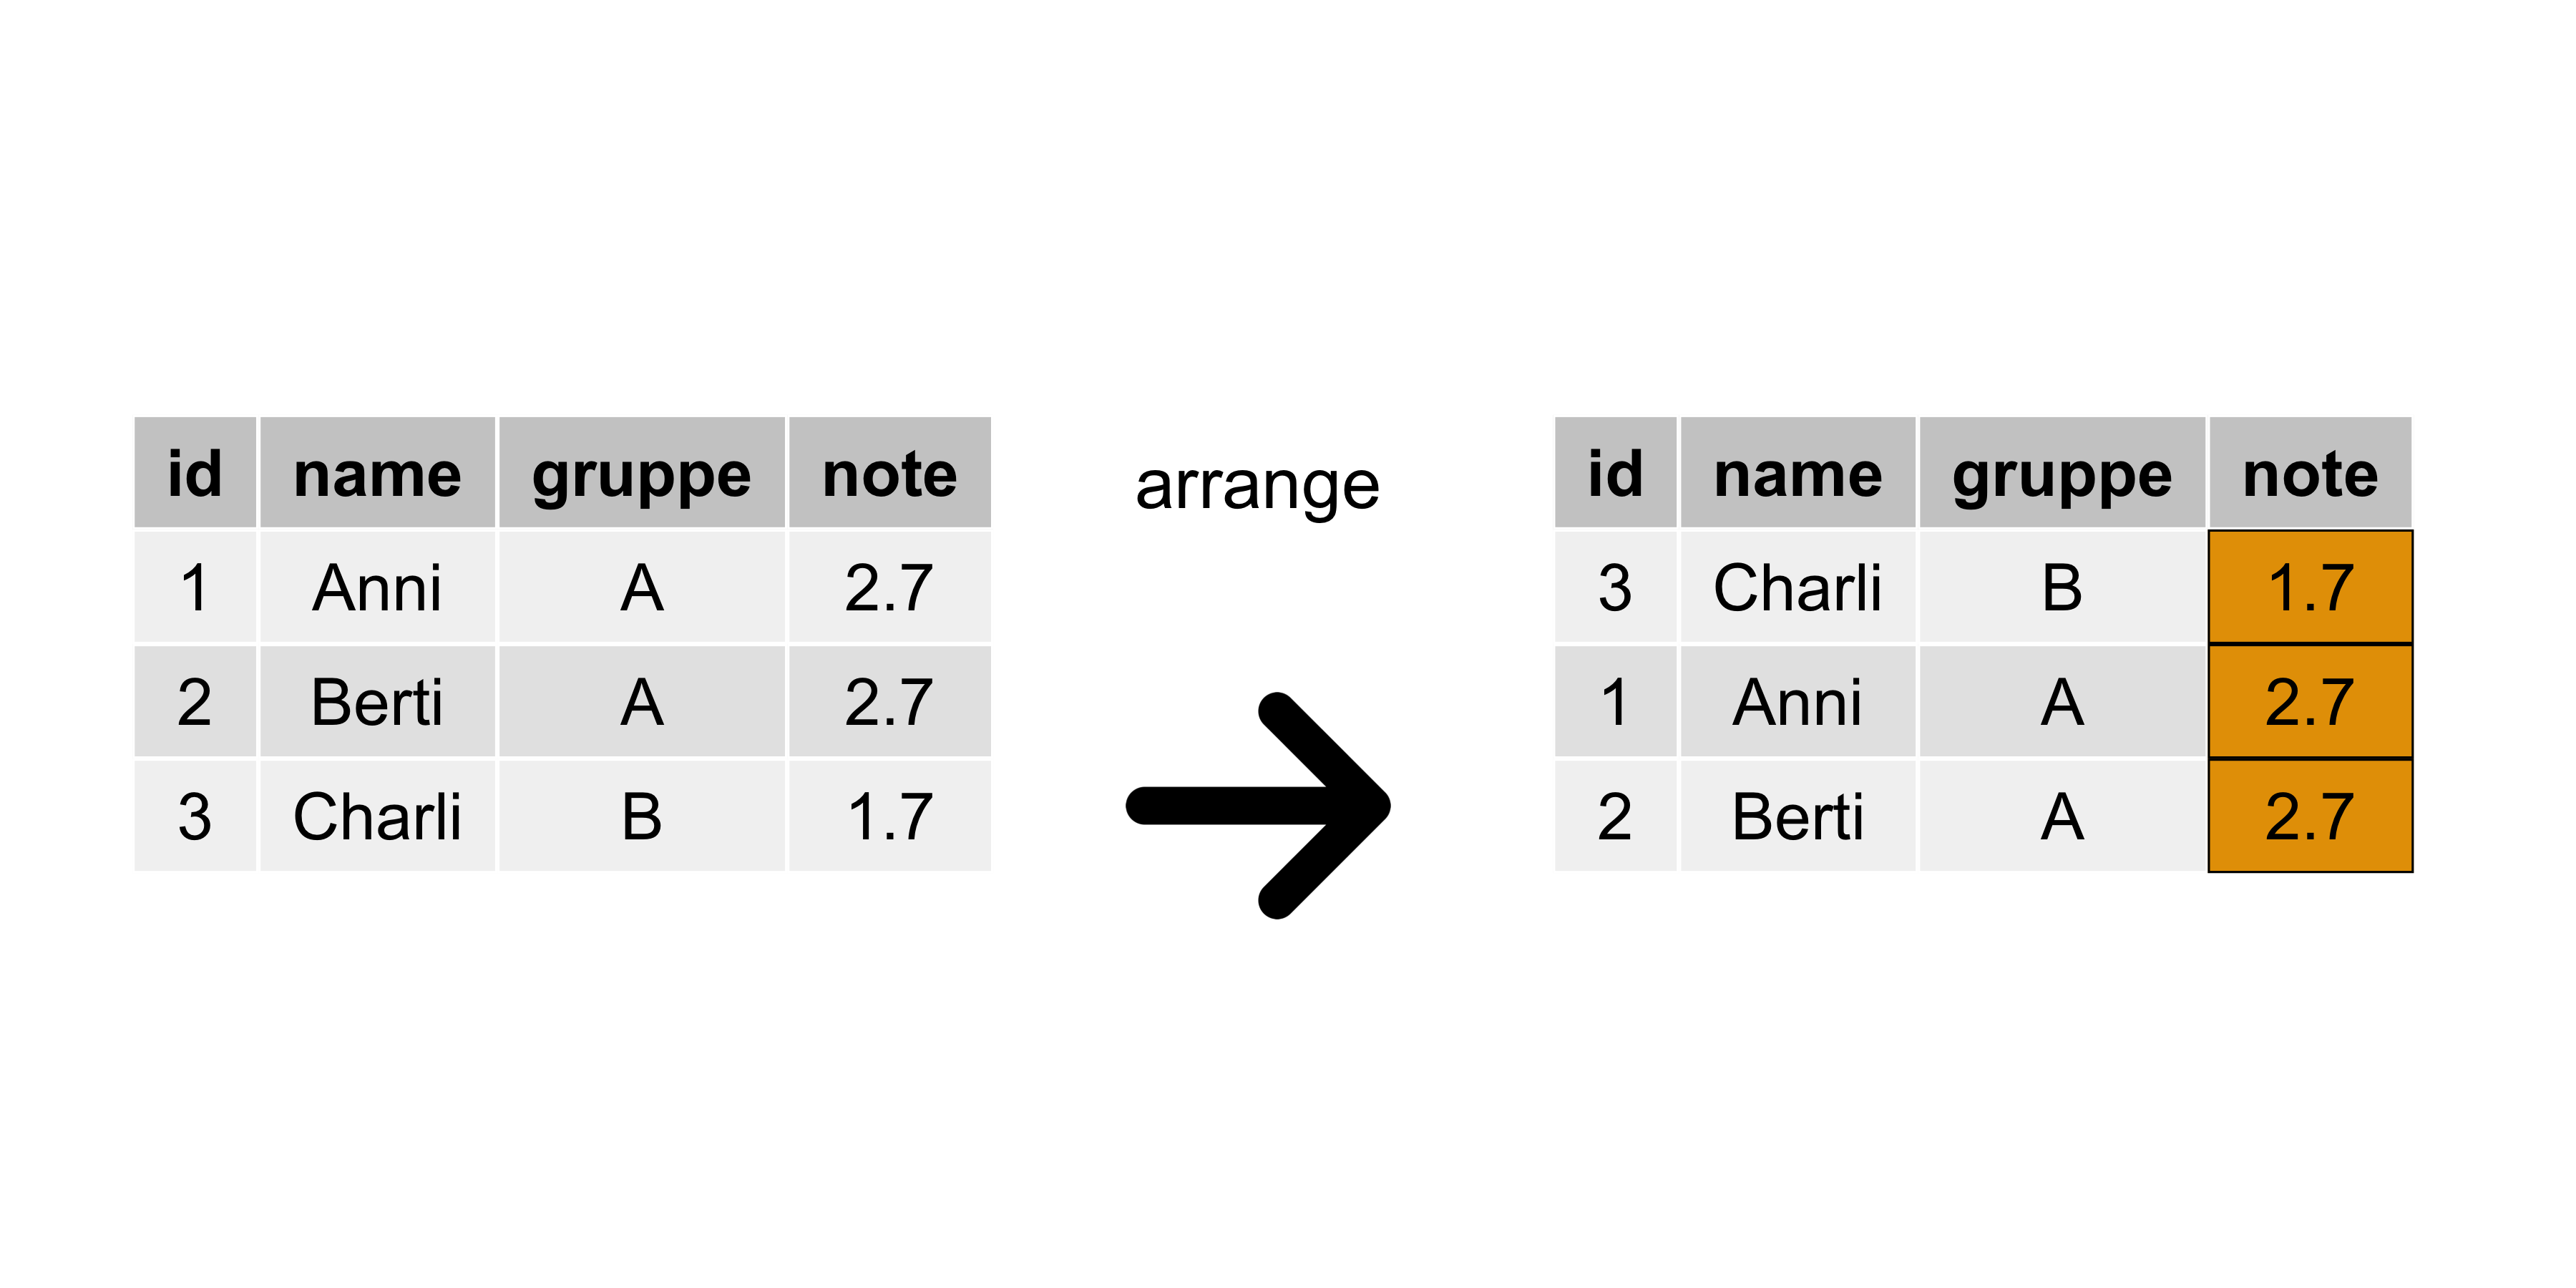 id name gruppe note
1 Anni A 2.7
2 Berti A 2.7
3 Charli B 1.7
arrange
id name gruppe note
3 Charli B 1.7
1 Anni A 2.7
2 Berti A 2.7